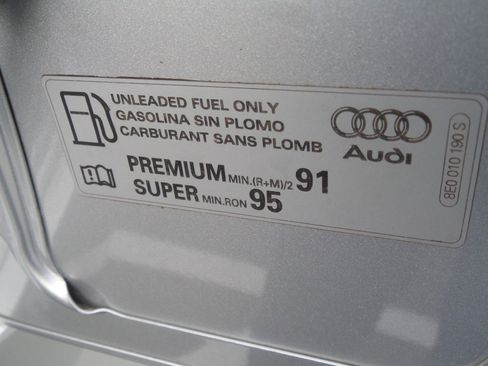 UNLEADED FUEL ONLY
GASOLINA SIN PLOMO
CARBURANT SANS PLOMB
PREMIUM MIN.(R+M)/2 91
SUPER MIN.RON 95
Audi
8E0 010 190 S